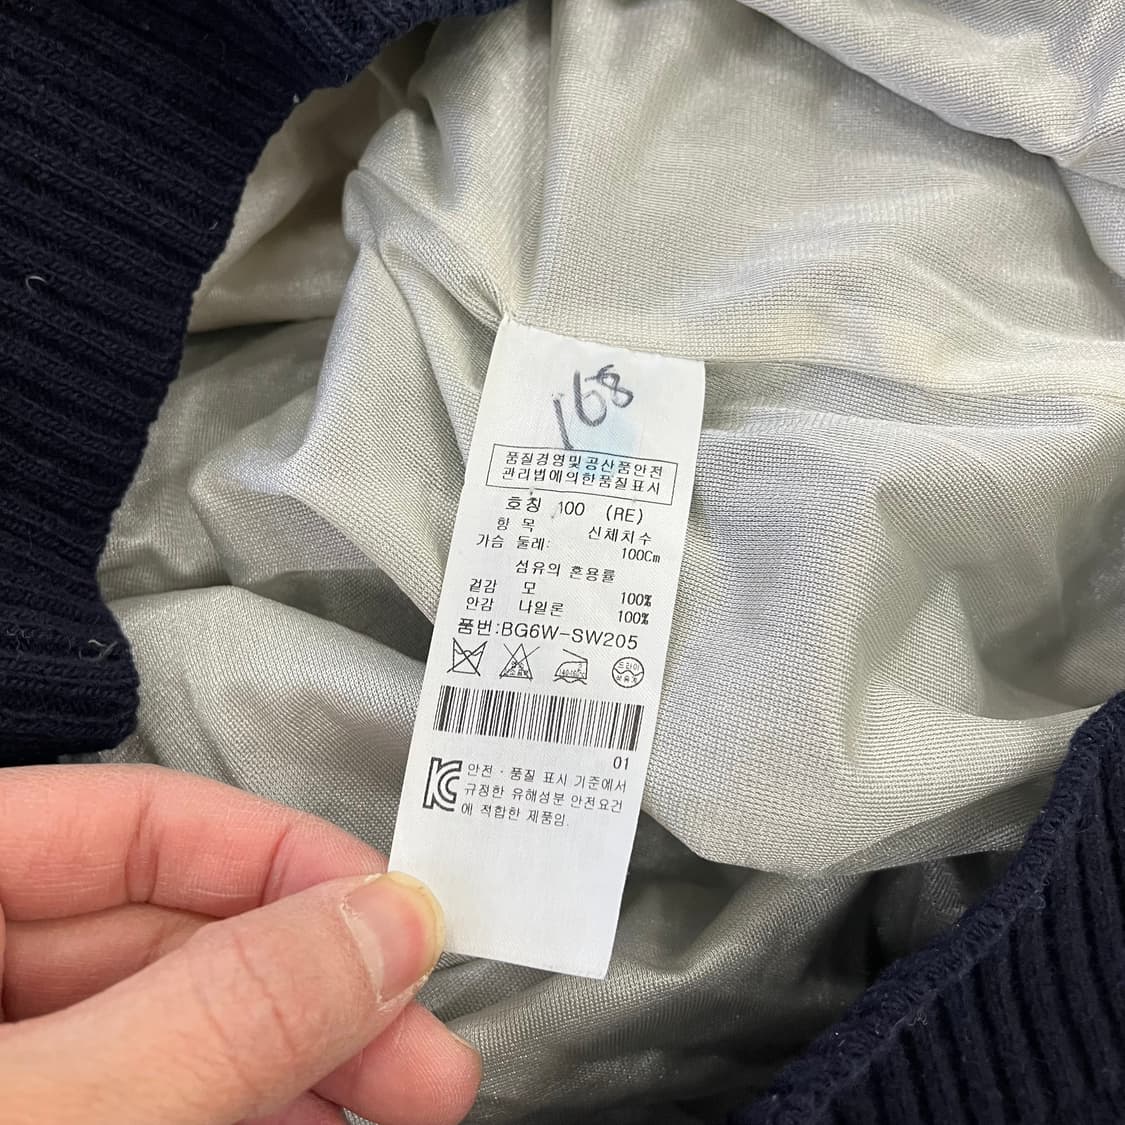 168
품질경영및공산품안전
관리법에의한품질표시
호칭 100 (RE)
항 목 신체치수
가슴 둘레: 100Cm
섬유의 혼용률
겉감 모 100%
안감 나일론 100%
품번:BG6W-SW205
드라이
01
KC 안전 · 품질 표시 기준에서
규정한 유해성분 안전요건
에 적합한 제품임.